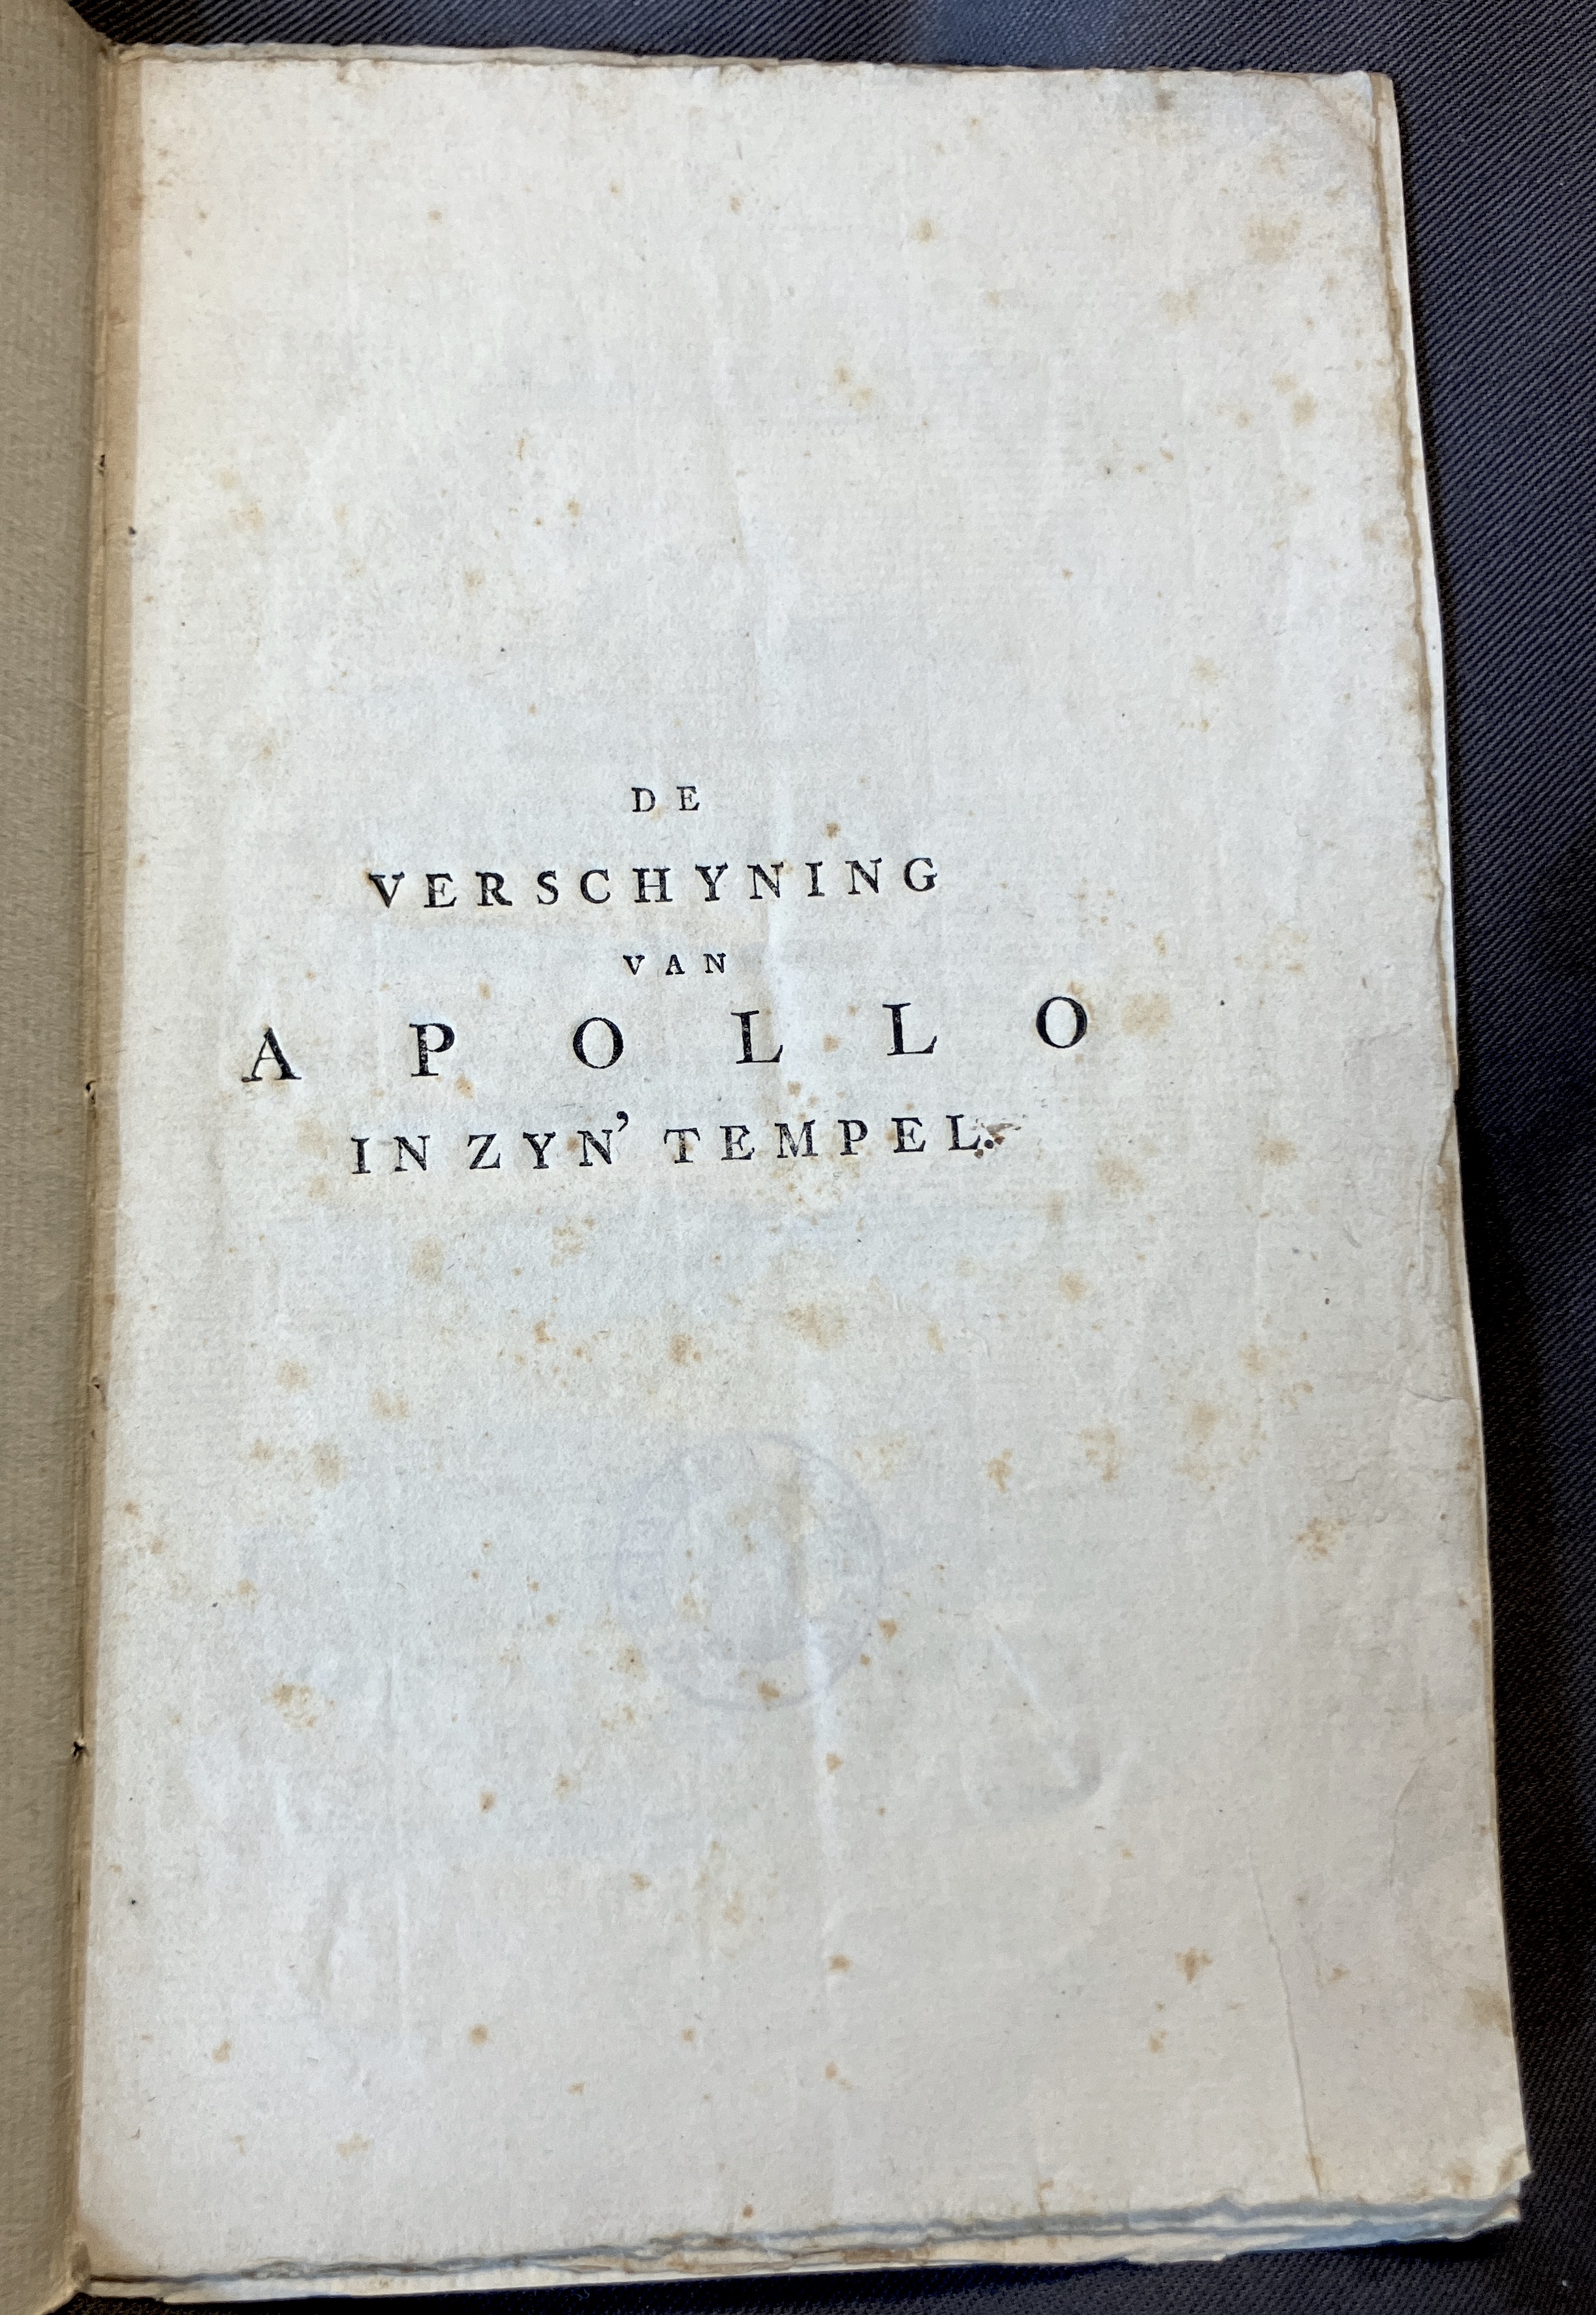 DE
VERSCHYNING
VAN
APOLLO
IN ZYN' TEMPEL.